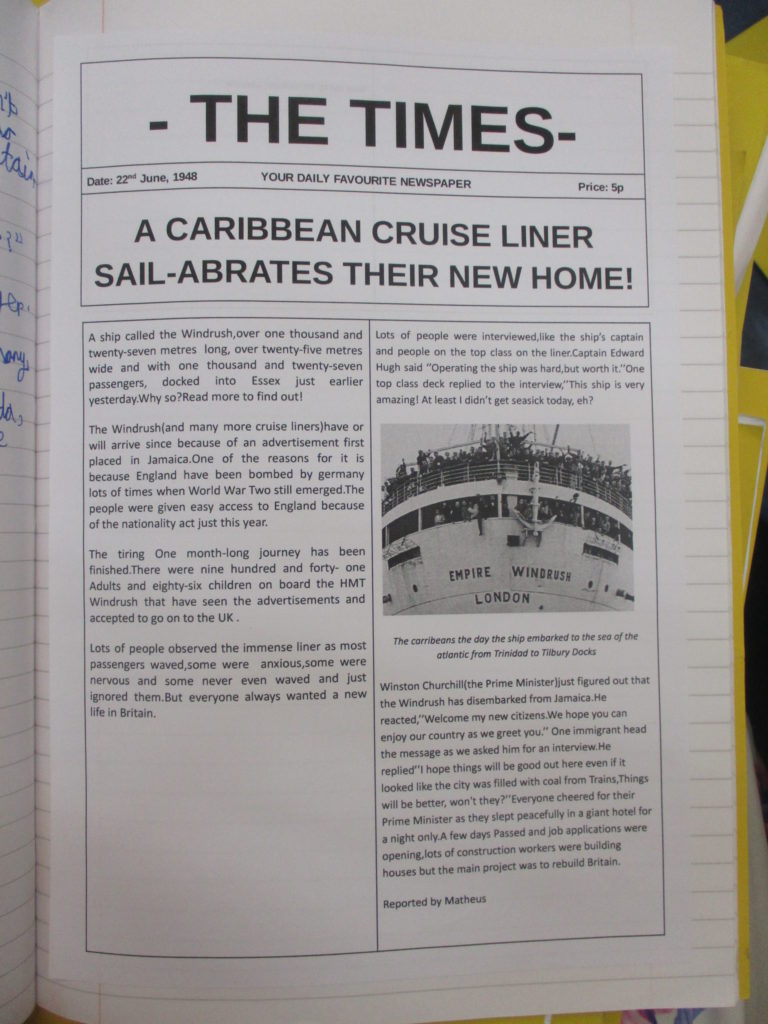 - THE TIMES-
Date: 22nd June, 1948
YOUR DAILY FAVOURITE NEWSPAPER
Price: 5p
A CARIBBEAN CRUISE LINER
SAIL-ABRATES THEIR NEW HOME!
A ship called the Windrush,over one thousand and
twenty-seven metres long, over twenty-five metres
wide and with one thousand and twenty-seven
passengers, docked into Essex just earlier
yesterday.Why so?Read more to find out!
The Windrush(and many more cruise liners)have or
will arrive since because of an advertisement first
placed in Jamaica.One of the reasons for it is
because England have been bombed by germany
lots of times when World War Two still emerged.The
people were given easy access to England because
of the nationality act just this year.
The tiring One month-long journey has been
finished.There were nine hundred and forty- one
Adults and eighty-six children on board the HMT
Windrush that have seen the advertisements and
accepted to go on to the UK .
Lots of people observed the immense liner as most
passengers waved,some were anxious,some were
nervous and some never even waved and just
ignored them.But everyone always wanted a new
life in Britain.
Lots of people were interviewed,like the ship's captain
and people on the top class on the liner.Captain Edward
Hugh said "Operating the ship was hard,but worth it."One
top class deck replied to the interview,"This ship is very
amazing! At least I didn't get seasick today, eh?
EMPIRE WINDRUSH
LONDON
The carribeans the day the ship embarked to the sea of the
atlantic from Trinidad to Tilbury Docks
Winston Churchill(the Prime Minister)just figured out that
the Windrush has disembarked from Jamaica.He
reacted,"Welcome my new citizens.We hope you can
enjoy our country as we greet you." One immigrant head
the message as we asked him for an interview.He
replied"I hope things will be good out here even if it
looked like the city was filled with coal from Trains,Things
will be better, won't they?"Everyone cheered for their
Prime Minister as they slept peacefully in a giant hotel for
a night only.A few days Passed and job applications were
opening,lots of construction workers were building
houses but the main project was to rebuild Britain.
Reported by Matheus